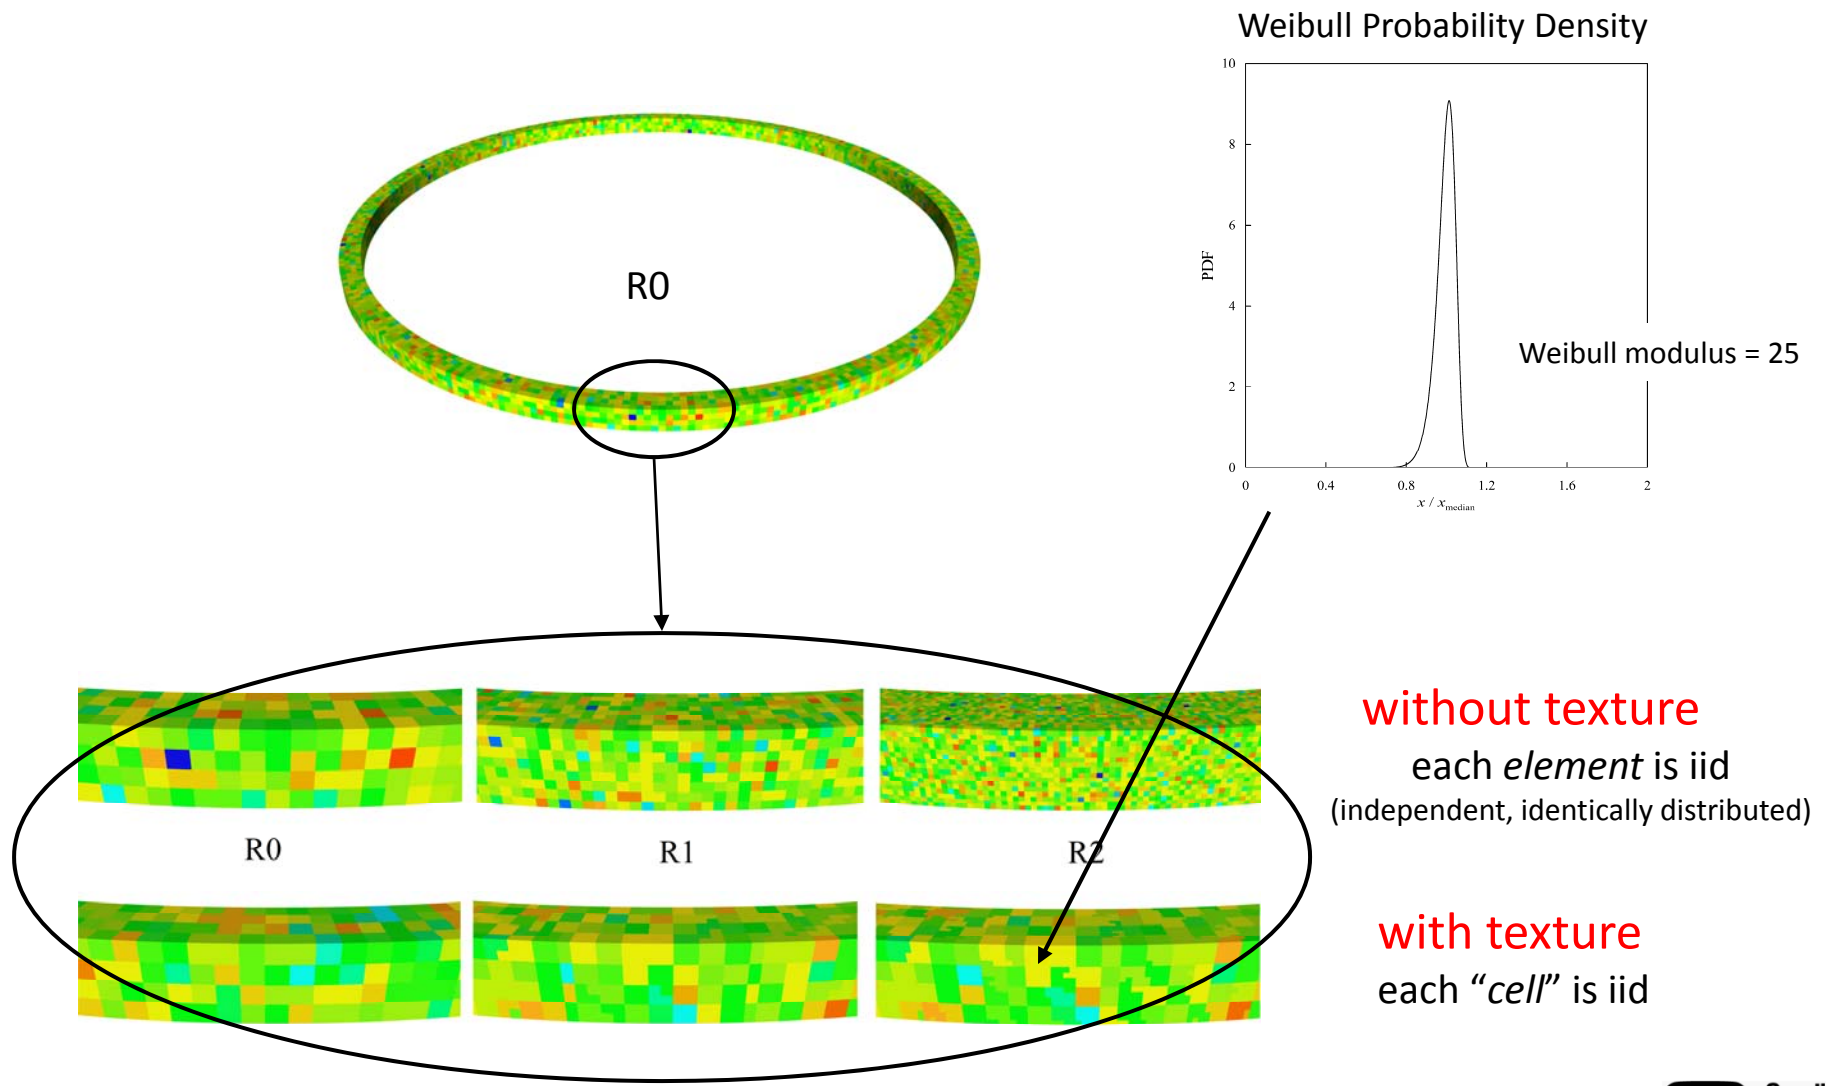 Weibull Probability Density
10
8
6
4
2
0
PDF
0 0.4 0.8 1.2 1.6 2
x / xmedian
Weibull modulus = 25
R0
without texture
each element is iid
(independent, identically distributed)
R0 R1 R2
with texture
each “cell” is iid